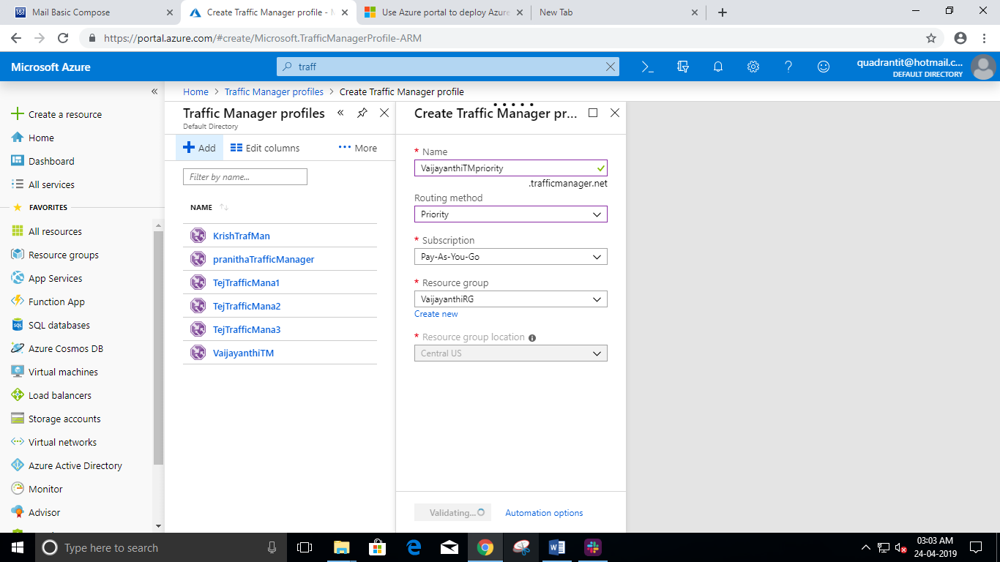 1&1 Mail Basic Compose
Create Traffic Manager profile - M
Use Azure portal to deploy Azure
New Tab
https://portal.azure.com/#create/Microsoft.TrafficManagerProfile-ARM
Microsoft Azure
traff
quadrantit@hotmail.c...
DEFAULT DIRECTORY
Home > Traffic Manager profiles > Create Traffic Manager profile
Create a resource
Home
Dashboard
All services
FAVORITES
All resources
Resource groups
App Services
Function App
SQL databases
Azure Cosmos DB
Virtual machines
Load balancers
Storage accounts
Virtual networks
Azure Active Directory
Monitor
Advisor
Traffic Manager profiles
Default Directory
Add
Edit columns
More
Filter by name...
NAME
KrishTrafMan
pranithaTrafficManager
TejTrafficMana1
TejTrafficMana2
TejTrafficMana3
VaijayanthiTM
Create Traffic Manager pr...
* Name
VaijayanthiTMpriority
.trafficmanager.net
Routing method
Priority
* Subscription
Pay-As-You-Go
* Resource group
VaijayanthiRG
Create new
* Resource group location
Central US
Validating...
Automation options
Type here to search
03:03 AM
24-04-2019